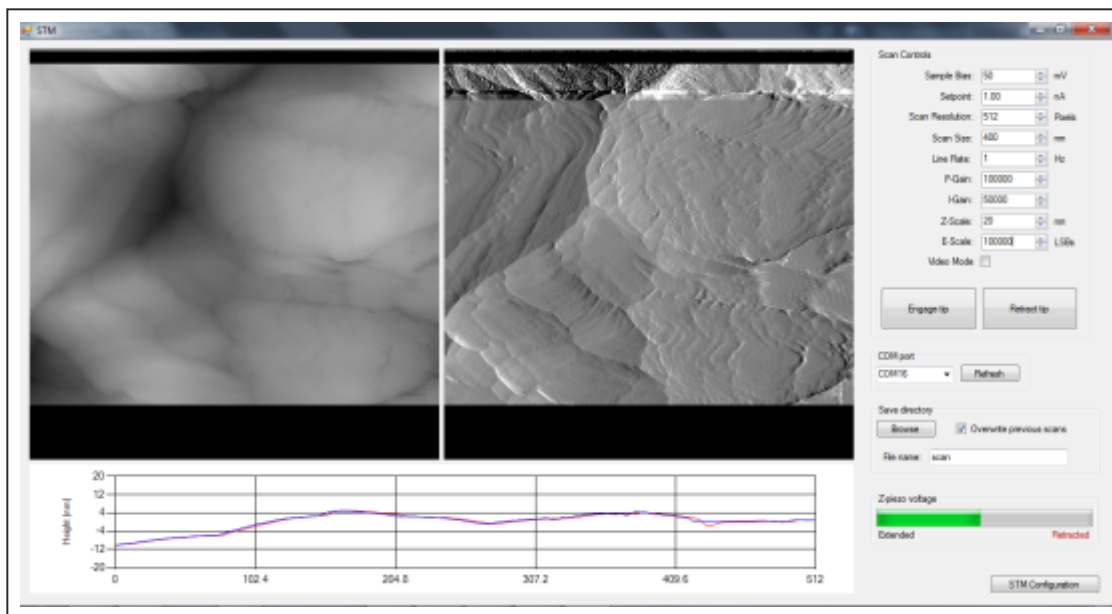 STM
Scan Controls
Sample Bias: 50 mV
Setpoint: 1.00 nA
Scan Resolution: 512 Pixels
Scan Size: 400 nm
Line Rate: 1 Hz
P-Gain: 100000
I-Gain: 50000
Z-Scale: 20 nm
E-Scale: 100000 LSBs
Video Mode
Engage tip Retract tip
COM port
COM16 Refresh
Save directory
Browse Overwrite previous scans
File name: scan
Z-piezo voltage
Extended Retracted
STM Configuration
Height [nm]
20
12
4
-4
-12
-20
0 102.4 204.8 307.2 409.6 512